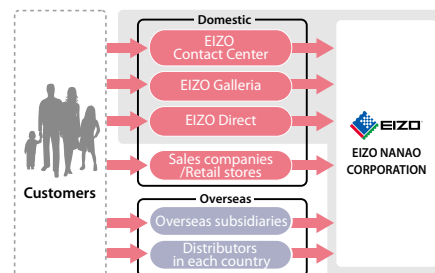 Domestic
EIZO
Contact Center
EIZO Galleria
EIZO Direct
Sales companies
/Retail stores
Customers
Overseas
Overseas subsidiaries
Distributors
in each country
EIZO
EIZO NANAO
CORPORATION